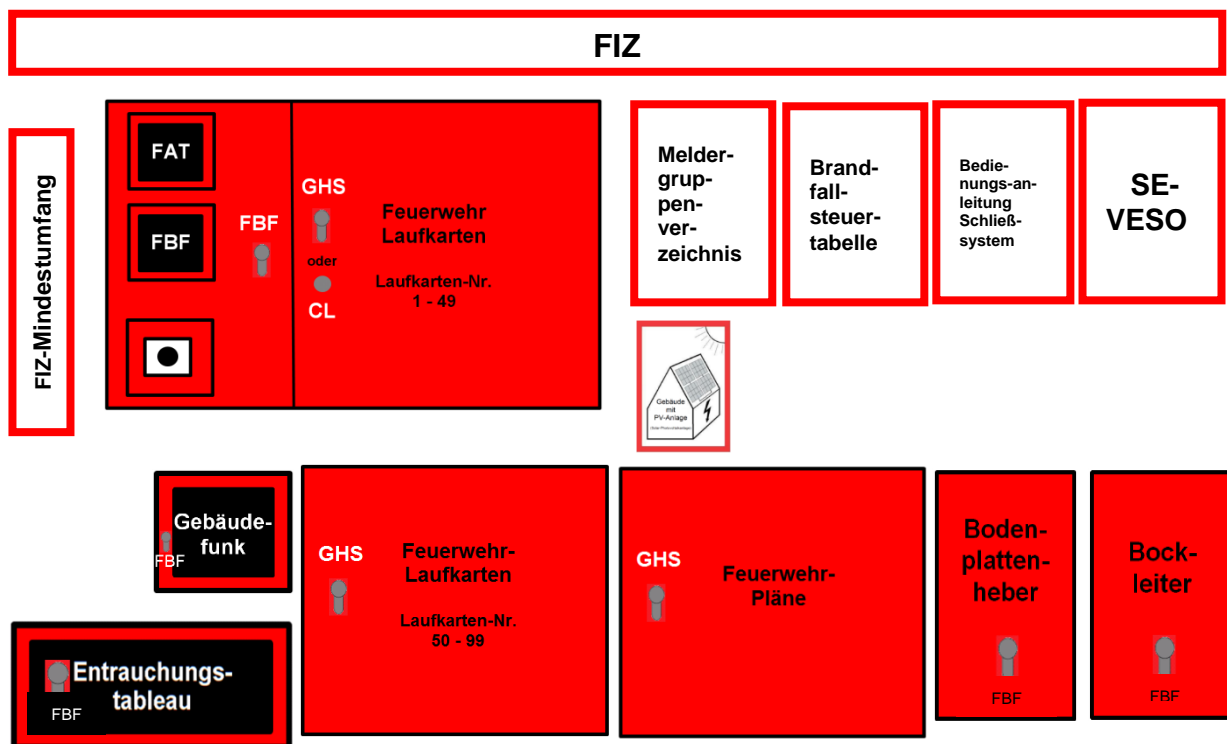 FIZ
FIZ-Mindestumfang
FAT
FBF
FBF
GHS
oder
CL
Feuerwehr
Laufkarten
Laufkarten-Nr.
1 - 49
Melder-
grup-
pen-
ver-
zeichnis
Brand-
fall-
steuer-
tabelle
Bedie-
nungs-an-
leitung
Schließ-
system
SE-
VESO
Gebäude
mit
PV-Anlage
Gebäude-
funk
FBF
Entrauchungs-
tableau
FBF
GHS
Feuerwehr-
Laufkarten
Laufkarten-Nr.
50 - 99
GHS
Feuerwehr-
Pläne
Boden-
platten-
heber
FBF
Bock-
leiter
FBF